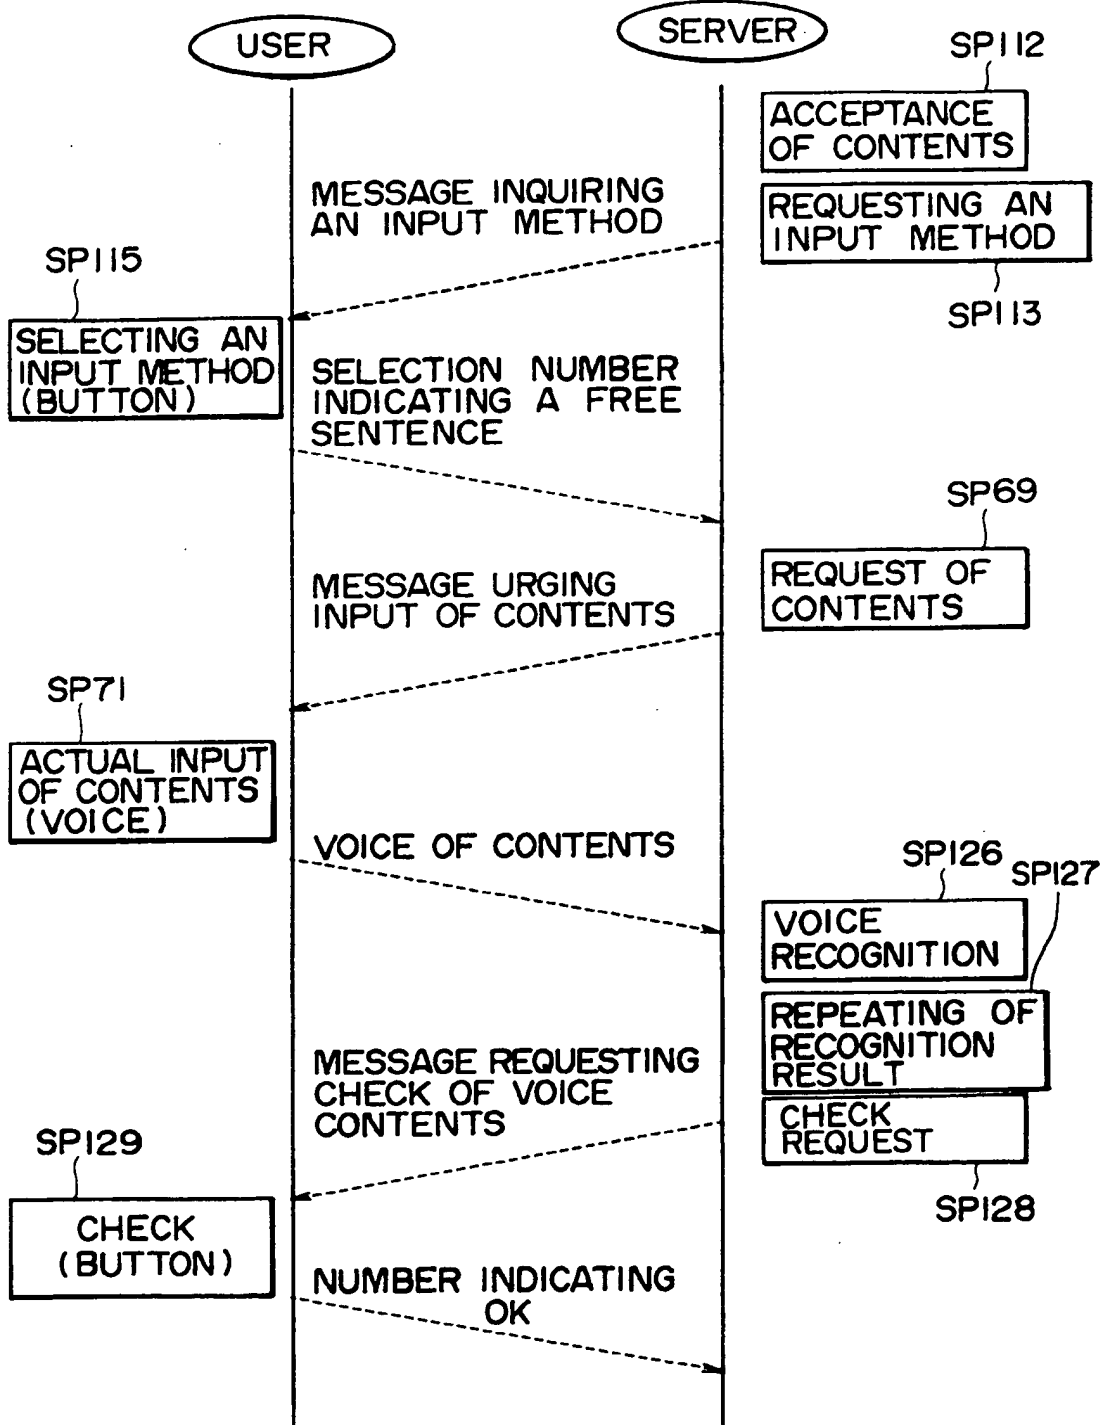 USER
SERVER
SP112
ACCEPTANCE
OF CONTENTS
MESSAGE INQUIRING
AN INPUT METHOD
REQUESTING AN
INPUT METHOD
SP115
SP113
SELECTING AN
INPUT METHOD
(BUTTON)
SELECTION NUMBER
INDICATING A FREE
SENTENCE
SP69
REQUEST OF
CONTENTS
MESSAGE URGING
INPUT OF CONTENTS
SP71
ACTUAL INPUT
OF CONTENTS
(VOICE)
VOICE OF CONTENTS
SP126
SP127
VOICE
RECOGNITION
REPEATING OF
RECOGNITION
RESULT
MESSAGE REQUESTING
CHECK OF VOICE
CONTENTS
CHECK
REQUEST
SP129
SP128
CHECK
(BUTTON)
NUMBER INDICATING
OK